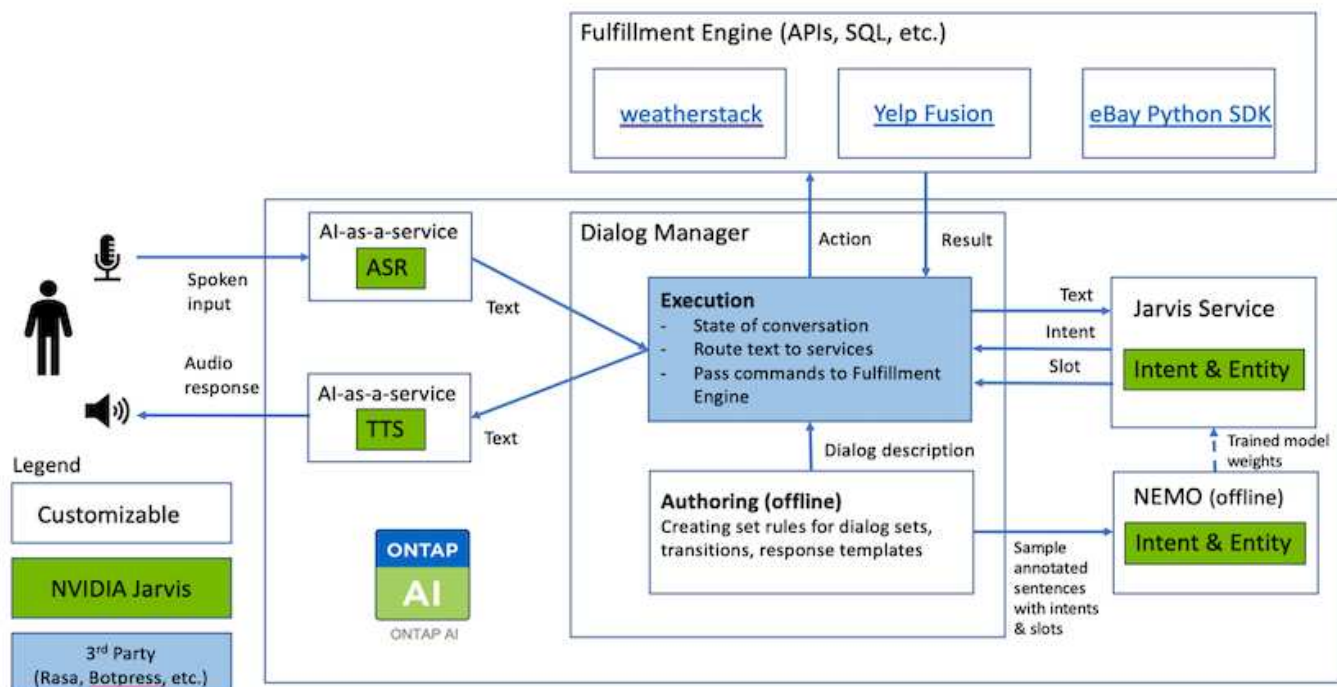 Fulfillment Engine (APIs, SQL, etc.)
weatherstack
Yelp Fusion
eBay Python SDK
AI-as-a-service
ASR
Spoken
input
Text
Dialog Manager
Action
Result
Execution
- State of conversation
- Route text to services
- Pass commands to Fulfillment
Engine
Text
Intent
Slot
Jarvis Service
Intent & Entity
Audio
response
AI-as-a-service
TTS
Text
Dialog description
Trained model
weights
Authoring (offline)
Creating set rules for dialog sets,
transitions, response templates
NEMO (offline)
Intent & Entity
Sample
annotated
sentences
with intents
& slots
Legend
Customizable
NVIDIA Jarvis
3rd Party
(Rasa, Botpress, etc.)
ONTAP
AI
ONTAP AI